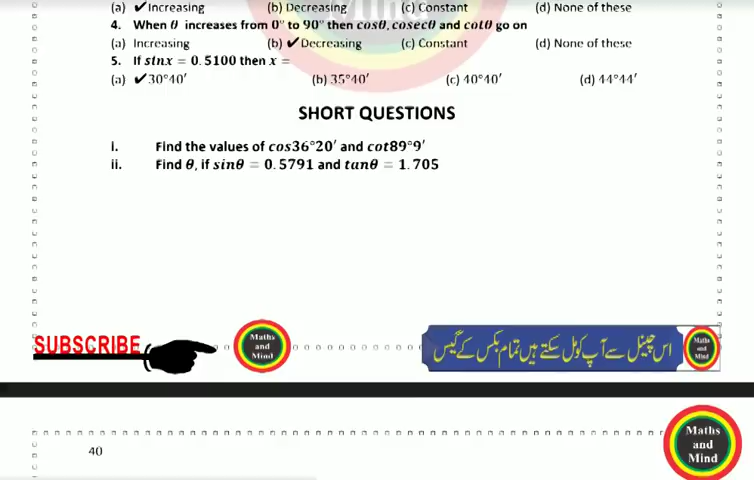 (a) ✔Increasing (b) Decreasing (c) Constant (d) None of these
4. When θ increases from 0° to 90° then cosθ, cosecθ and cotθ go on
(a) Increasing (b) ✔Decreasing (c) Constant (d) None of these
5. If sinx = 0.5100 then x =
(a) ✔30°40′ (b) 35°40′ (c) 40°40′ (d) 44°44′
SHORT QUESTIONS
i. Find the values of cos36°20′ and cot89°9′
ii. Find θ, if sinθ = 0.5791 and tanθ = 1.705
SUBSCRIBE
Maths
and
Mind
اس چینل سے آپ کو مل سکتے ہیں تمام بکس کے گیس
Maths
and
Mind
Maths
and
Mind
40